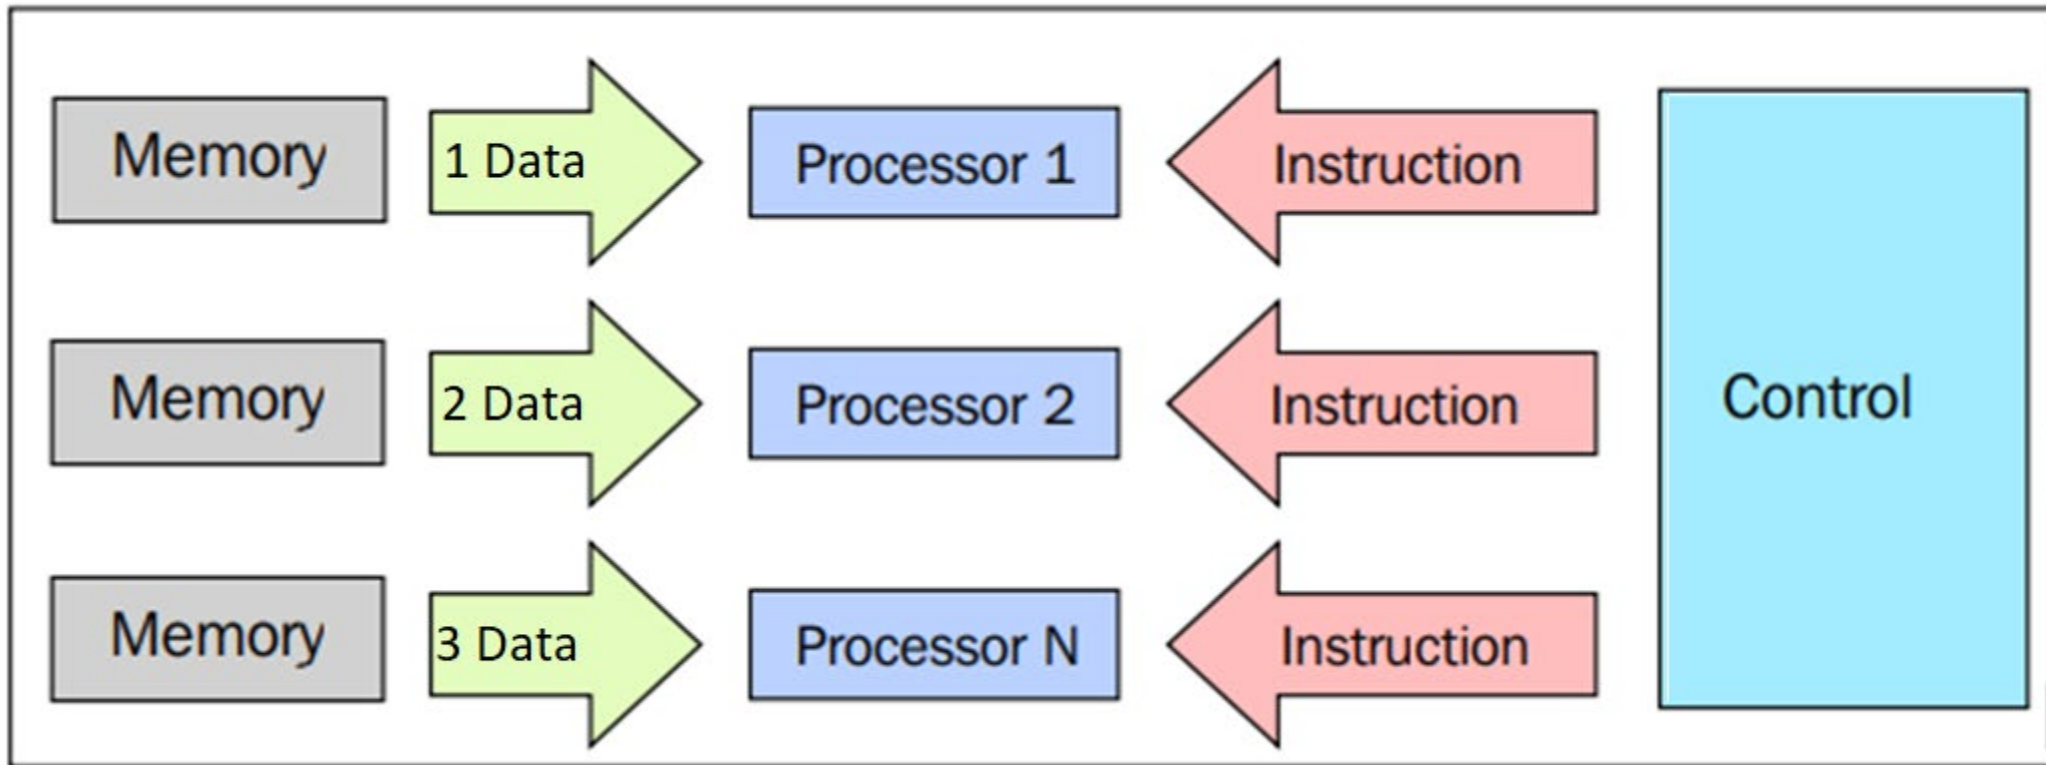 Memory
1 Data
Processor 1
Instruction
Memory
2 Data
Processor 2
Instruction
Control
Memory
3 Data
Processor N
Instruction